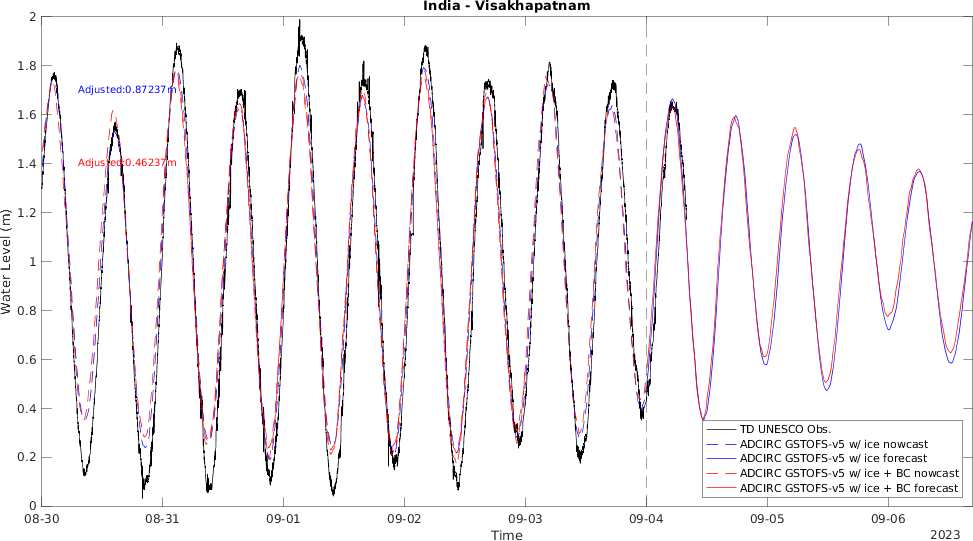 India - Visakhapatnam
2
1.8
1.6
1.4
1.2
1
0.8
0.6
0.4
0.2
0
Water Level (m)
Adjusted:0.87237m
Adjusted:0.46237m
TD UNESCO Obs.
ADCIRC GSTOFS-v5 w/ ice nowcast
ADCIRC GSTOFS-v5 w/ ice forecast
ADCIRC GSTOFS-v5 w/ ice + BC nowcast
ADCIRC GSTOFS-v5 w/ ice + BC forecast
08-30 08-31 09-01 09-02 09-03 09-04 09-05 09-06
Time
2023